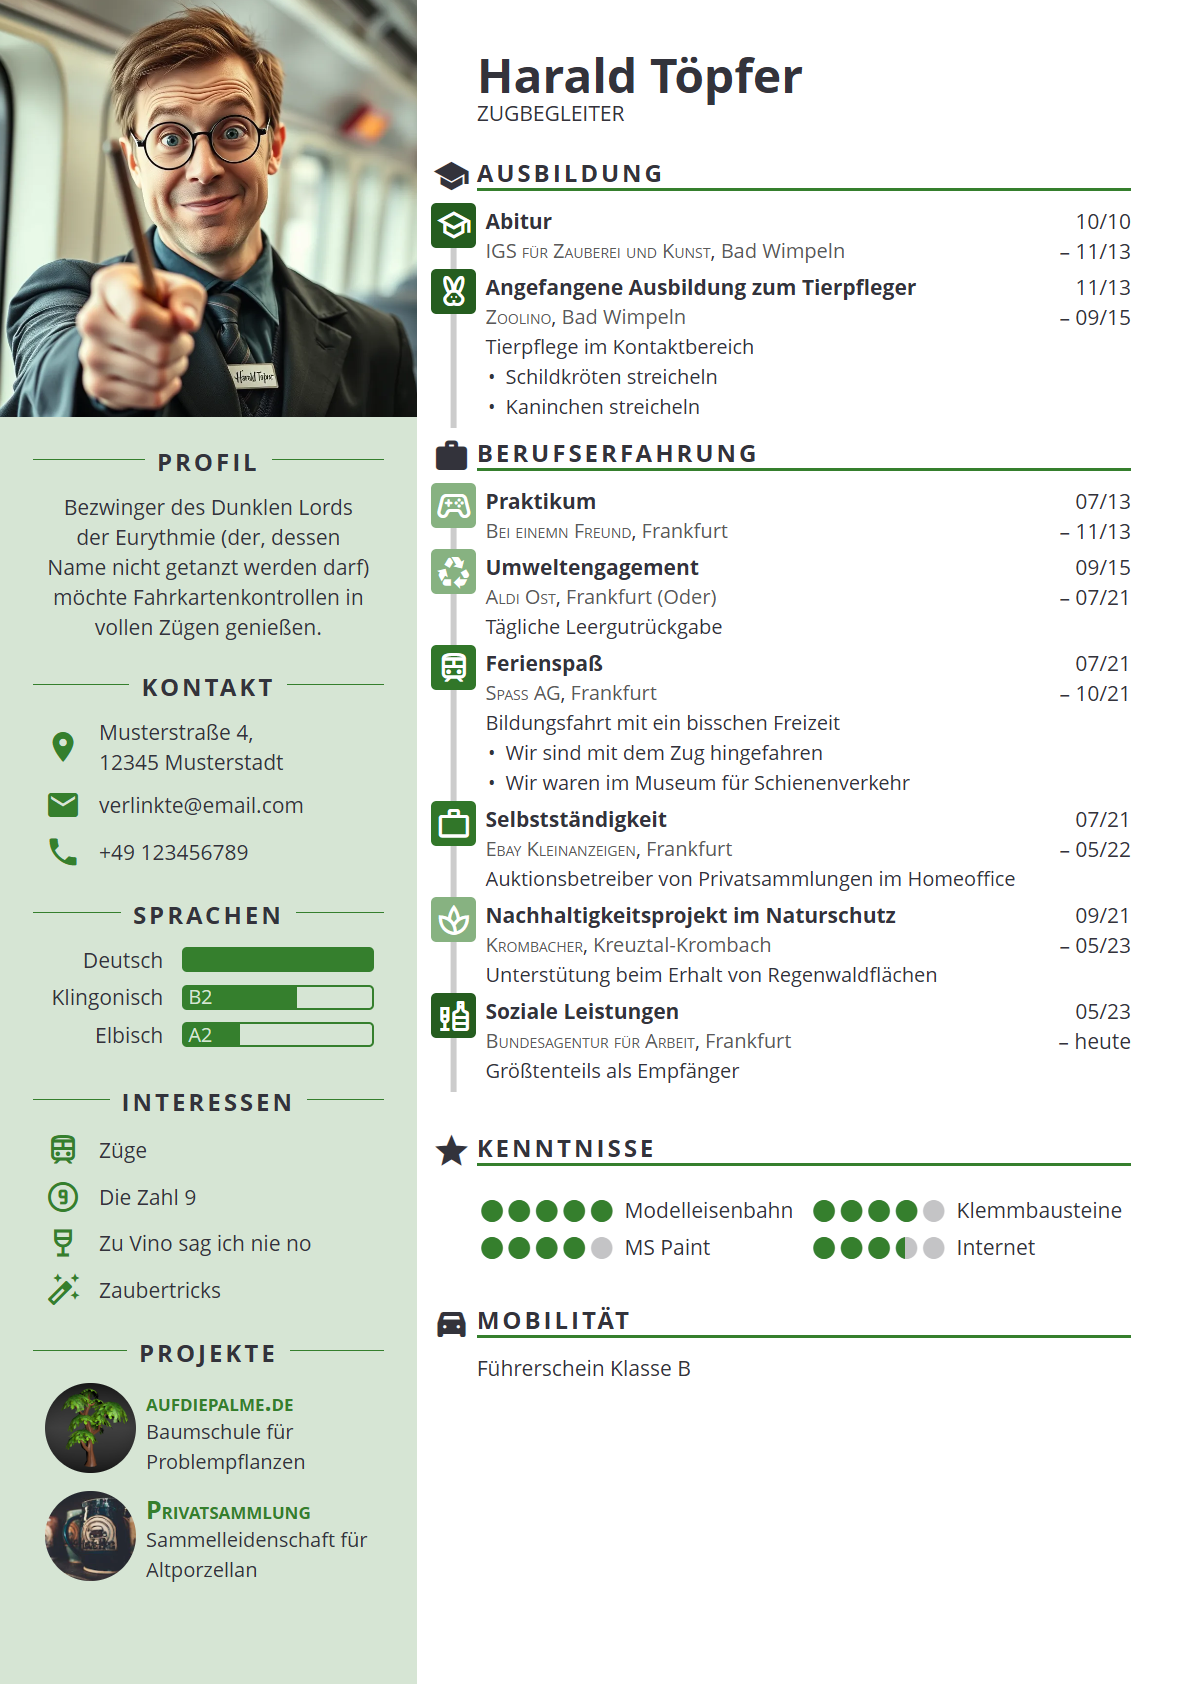 Harald Töpfer
PROFIL
Bezwinger des Dunklen Lords
der Eurythmie (der, dessen
Name nicht getanzt werden darf)
möchte Fahrkartenkontrollen in
vollen Zügen genießen.
KONTAKT
Musterstraße 4,
12345 Musterstadt
verlinkte@email.com
+49 123456789
SPRACHEN
Deutsch
Klingonisch B2
Elbisch A2
INTERESSEN
Züge
9 Die Zahl 9
Zu Vino sag ich nie no
Zaubertricks
PROJEKTE
aufdiepalme.de
Baumschule für
Problempflanzen
Privatsammlung
Sammelleidenschaft für
Altporzellan
Harald Töpfer
ZUGBEGLEITER
AUSBILDUNG
Abitur 10/10
IGS für Zauberei und Kunst, Bad Wimpeln – 11/13
Angefangene Ausbildung zum Tierpfleger 11/13
Zoolino, Bad Wimpeln – 09/15
Tierpflege im Kontaktbereich
• Schildkröten streicheln
• Kaninchen streicheln
BERUFSERFAHRUNG
Praktikum 07/13
Bei einemn Freund, Frankfurt – 11/13
Umweltengagement 09/15
Aldi Ost, Frankfurt (Oder) – 07/21
Tägliche Leergutrückgabe
Ferienspaß 07/21
Spass AG, Frankfurt – 10/21
Bildungsfahrt mit ein bisschen Freizeit
• Wir sind mit dem Zug hingefahren
• Wir waren im Museum für Schienenverkehr
Selbstständigkeit 07/21
Ebay Kleinanzeigen, Frankfurt – 05/22
Auktionsbetreiber von Privatsammlungen im Homeoffice
Nachhaltigkeitsprojekt im Naturschutz 09/21
Krombacher, Kreuztal-Krombach – 05/23
Unterstütung beim Erhalt von Regenwaldflächen
Soziale Leistungen 05/23
Bundesagentur für Arbeit, Frankfurt – heute
Größtenteils als Empfänger
KENNTNISSE
Modelleisenbahn Klemmbausteine
MS Paint Internet
MOBILITÄT
Führerschein Klasse B